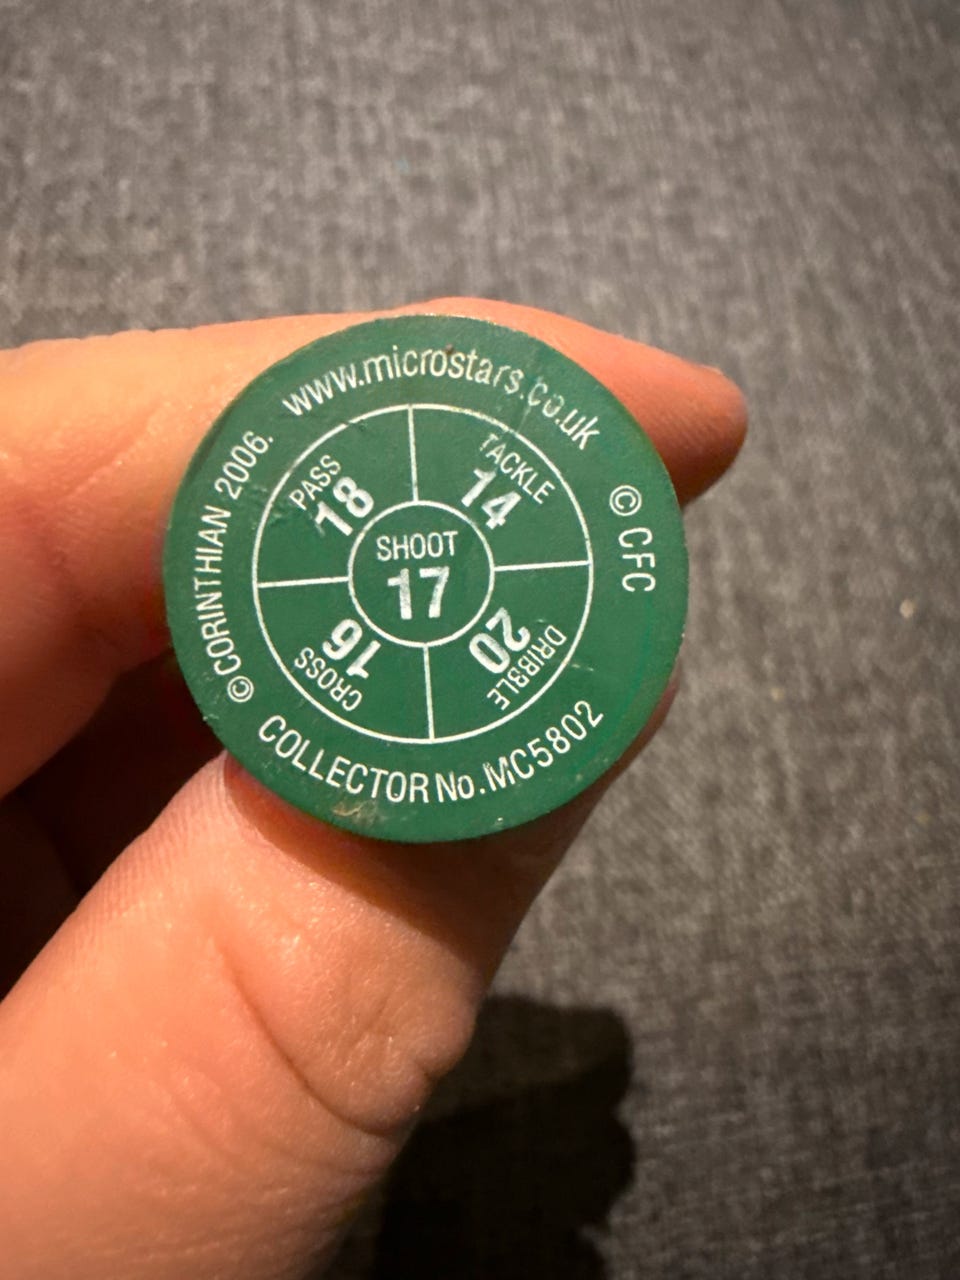 www.microstars.co.uk
© CFC
COLLECTOR No. MC5802
© CORINTHIAN 2006.
PASS
18
TACKLE
14
SHOOT
17
CROSS
16
DRIBBLE
20